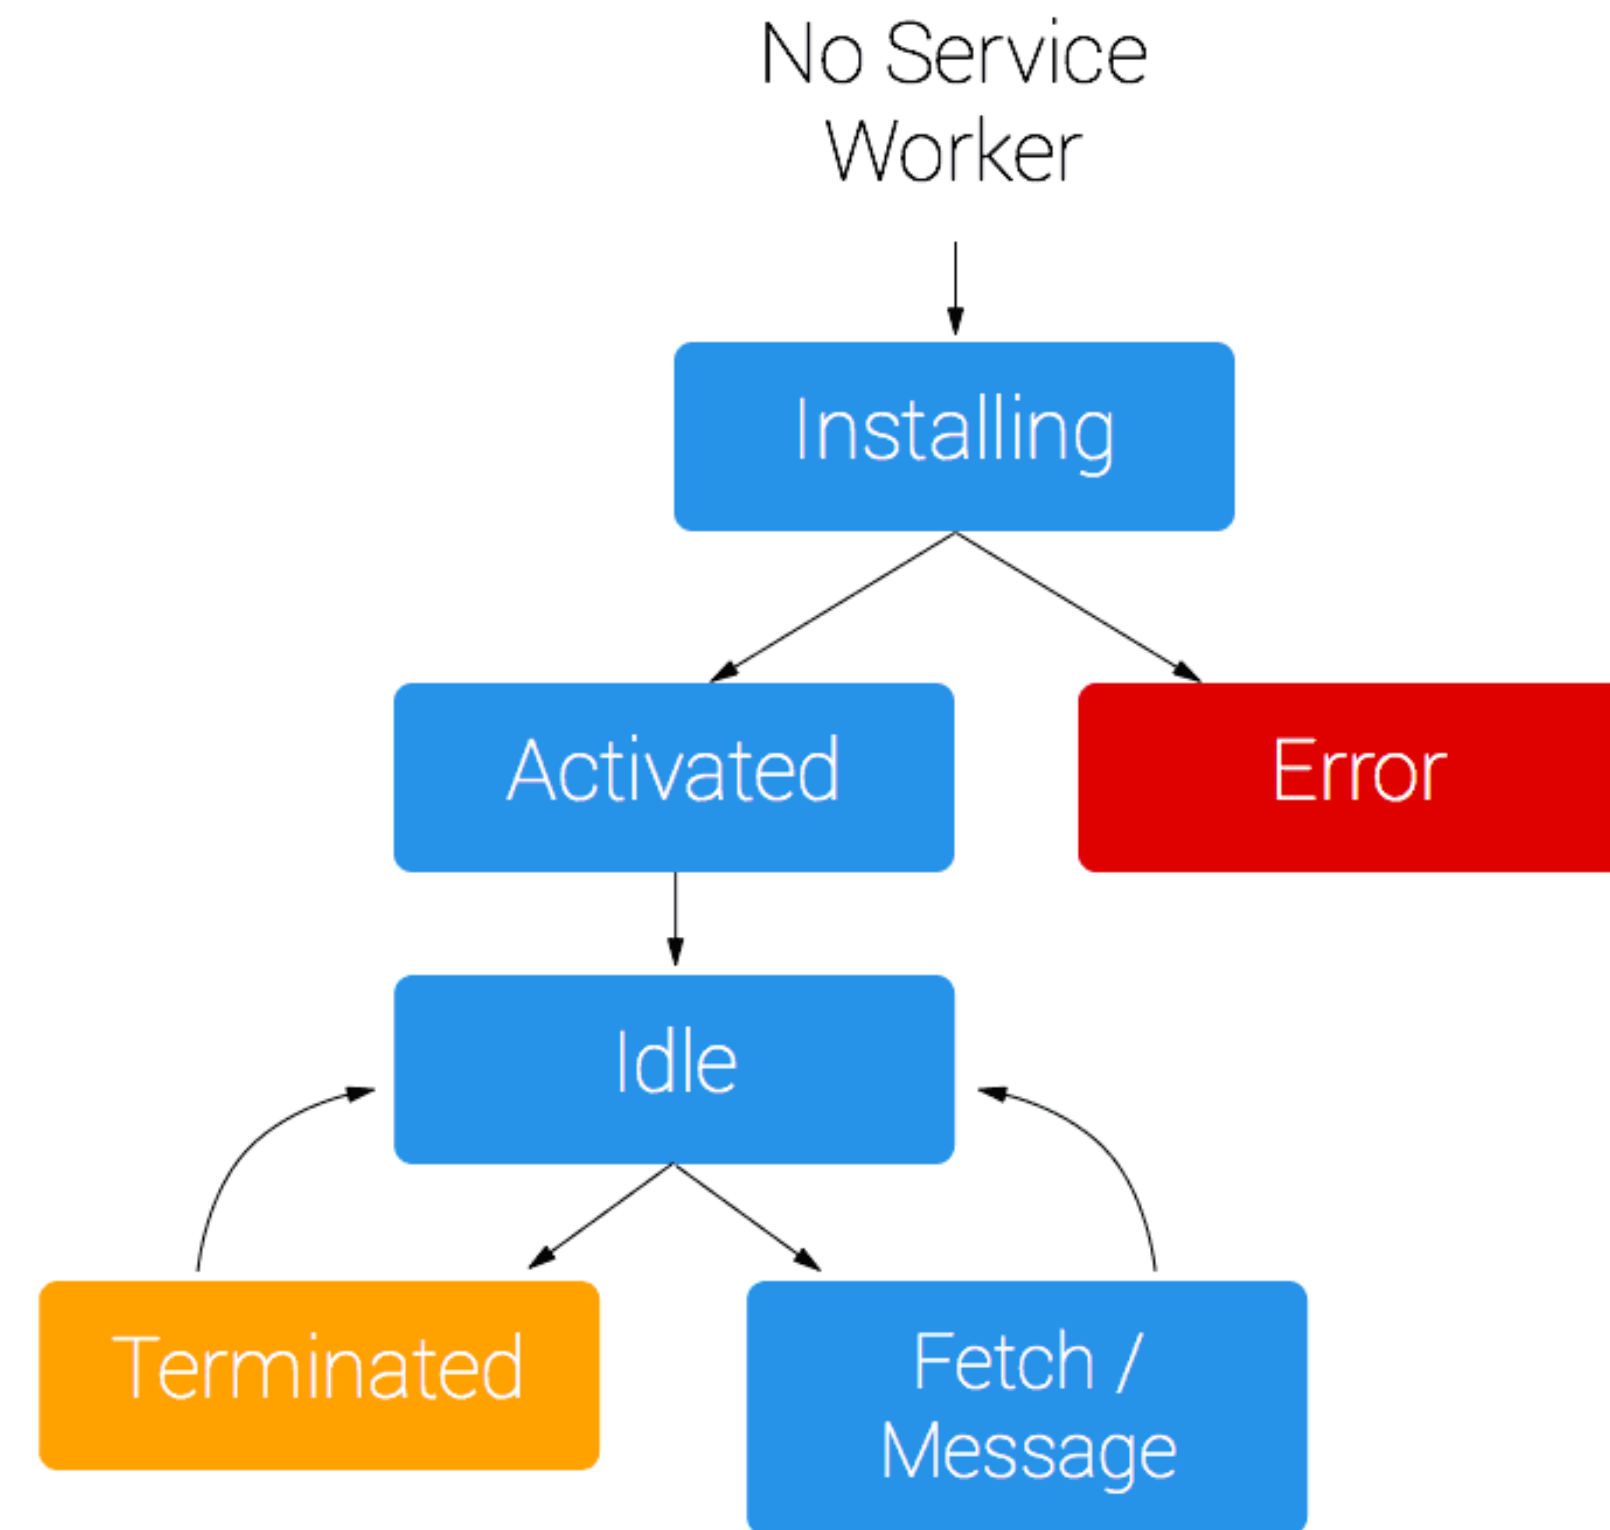 No Service
Worker
Installing
Activated
Error
Idle
Terminated
Fetch /
Message